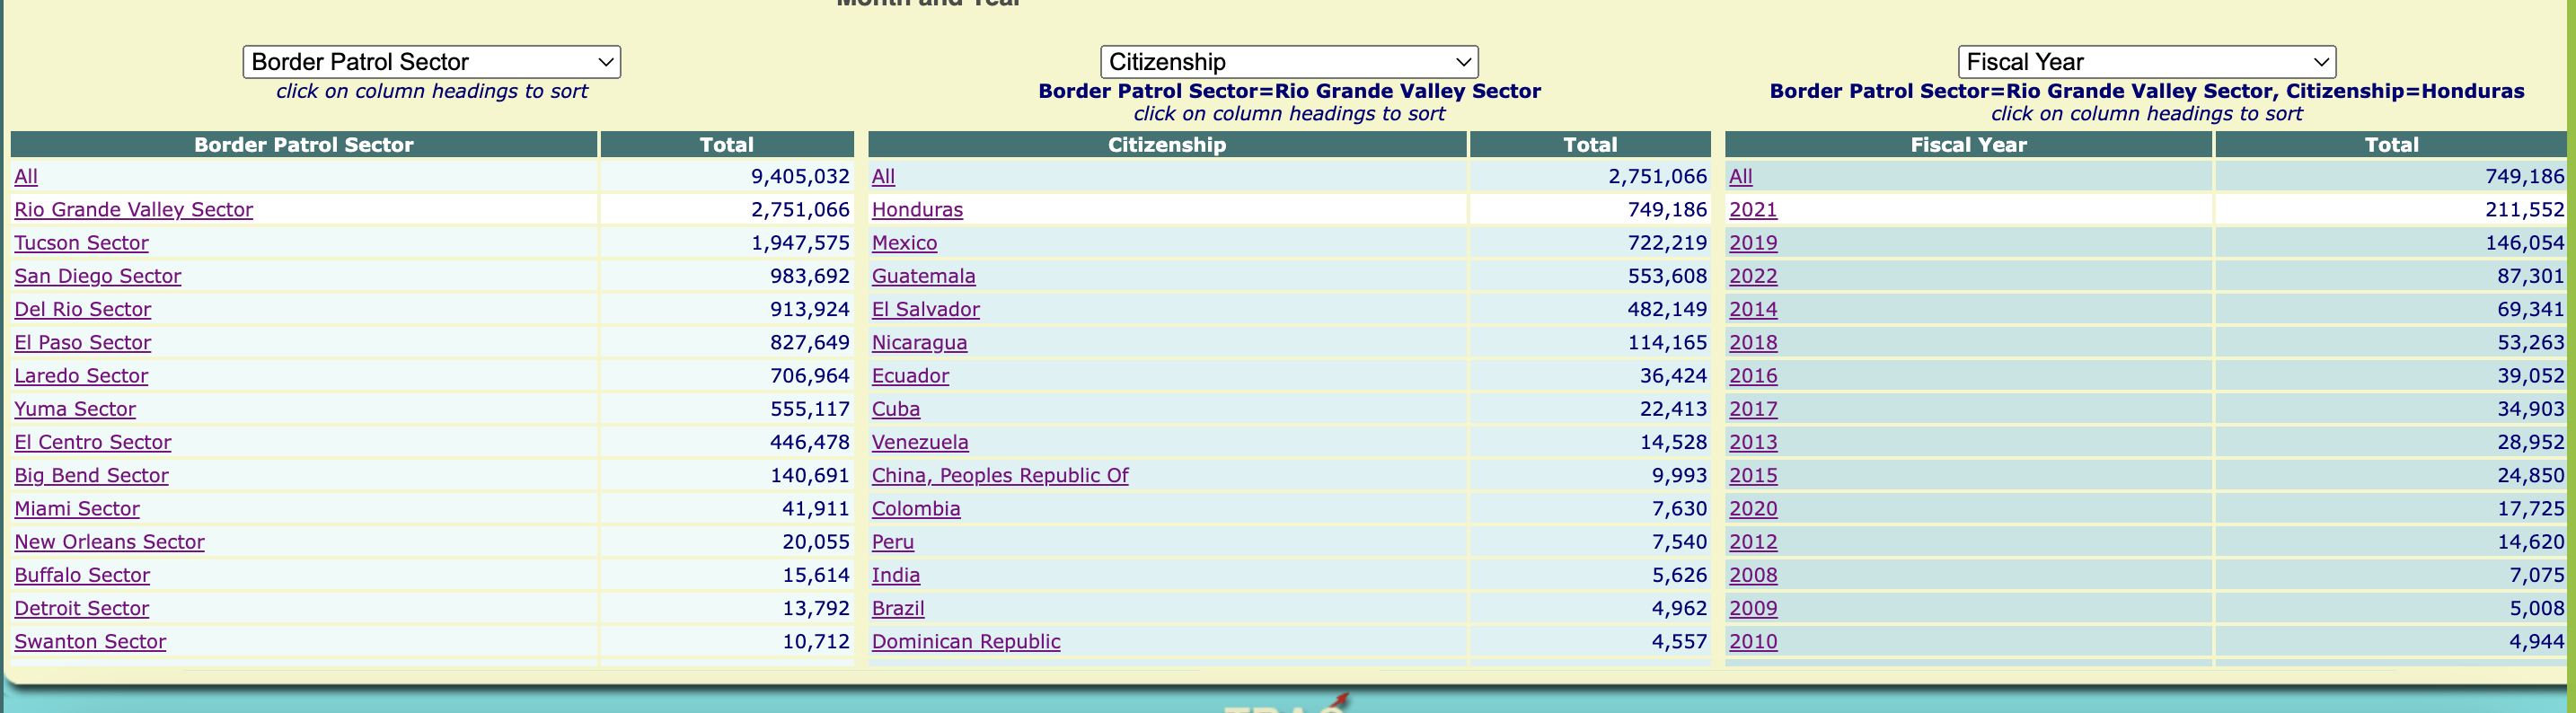 Month and Year
Border Patrol Sector
click on column headings to sort
Border Patrol Sector Total
All 9,405,032
Rio Grande Valley Sector 2,751,066
Tucson Sector 1,947,575
San Diego Sector 983,692
Del Rio Sector 913,924
El Paso Sector 827,649
Laredo Sector 706,964
Yuma Sector 555,117
El Centro Sector 446,478
Big Bend Sector 140,691
Miami Sector 41,911
New Orleans Sector 20,055
Buffalo Sector 15,614
Detroit Sector 13,792
Swanton Sector 10,712
Citizenship
Border Patrol Sector=Rio Grande Valley Sector
click on column headings to sort
Citizenship Total
All 2,751,066
Honduras 749,186
Mexico 722,219
Guatemala 553,608
El Salvador 482,149
Nicaragua 114,165
Ecuador 36,424
Cuba 22,413
Venezuela 14,528
China, Peoples Republic Of 9,993
Colombia 7,630
Peru 7,540
India 5,626
Brazil 4,962
Dominican Republic 4,557
Fiscal Year
Border Patrol Sector=Rio Grande Valley Sector, Citizenship=Honduras
click on column headings to sort
Fiscal Year Total
All 749,186
2021 211,552
2019 146,054
2022 87,301
2014 69,341
2018 53,263
2016 39,052
2017 34,903
2013 28,952
2015 24,850
2020 17,725
2012 14,620
2008 7,075
2009 5,008
2010 4,944
TRAC